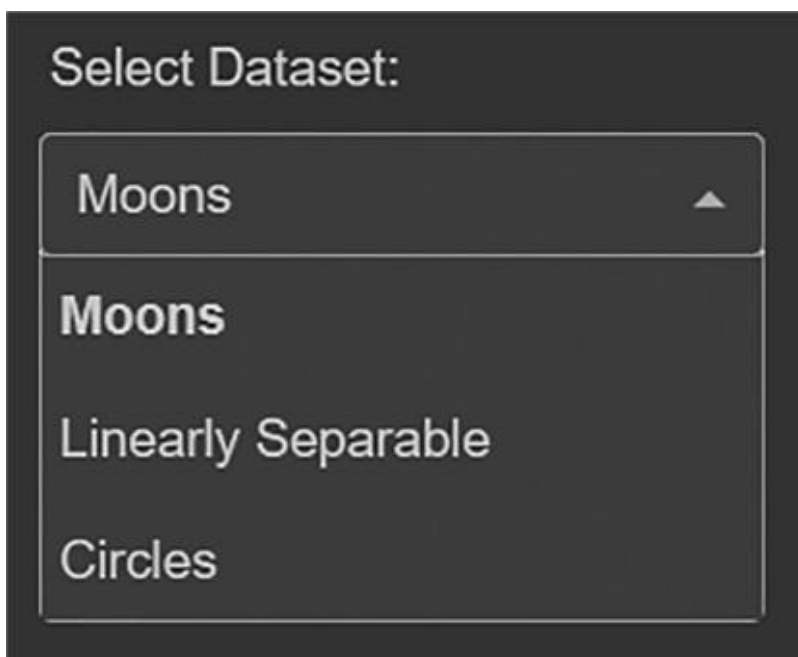 Select Dataset:
Moons
Moons
Linearly Separable
Circles